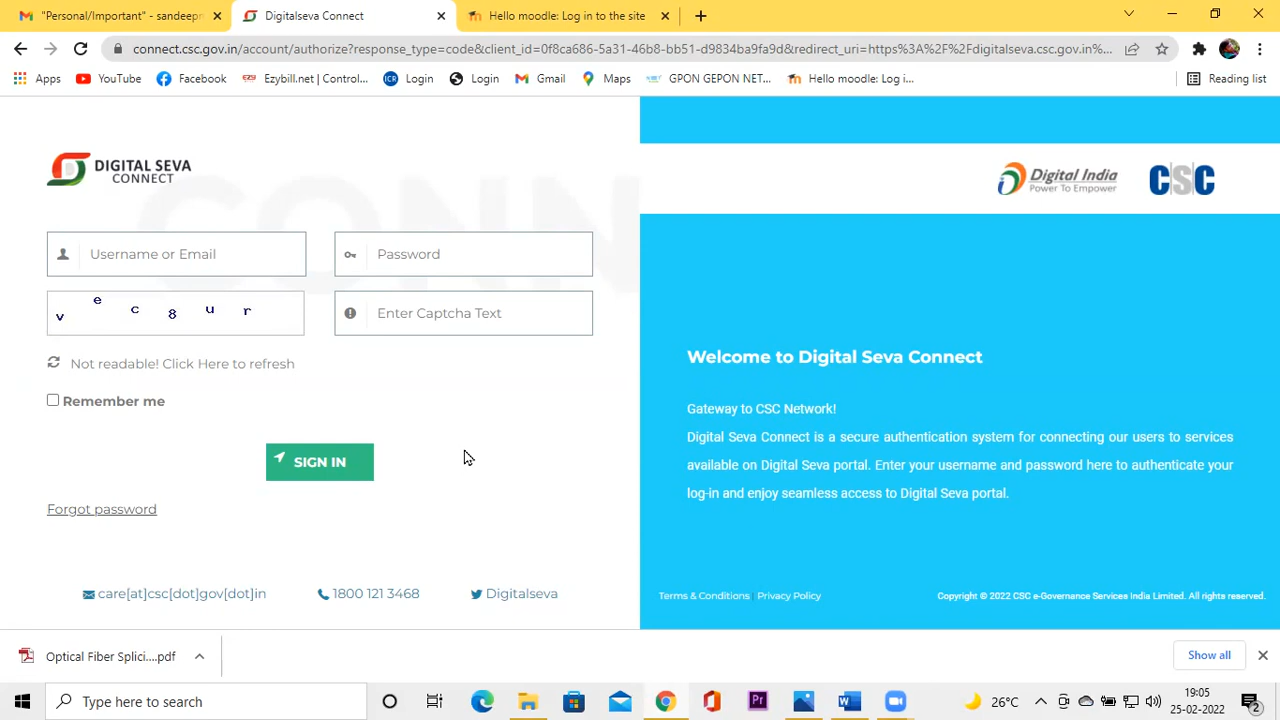 "Personal/Important" - sandeepr
Digitalseva Connect
Hello moodle: Log in to the site
connect.csc.gov.in/account/authorize?response_type=code&client_id=0f8ca686-5a31-46b8-bb51-d9834ba9fa9d&redirect_uri=https%3A%2F%2Fdigitalseva.csc.gov.in%...
Apps
YouTube
Facebook
Ezybill.net | Control...
Login
Login
Gmail
Maps
GPON GEPON NET...
Hello moodle: Log i...
Reading list
CONN
DIGITAL SEVA
CONNECT
Digital India
Power To Empower
CSC
Username or Email
Password
v e c 8 u r
Enter Captcha Text
Not readable! Click Here to refresh
Remember me
SIGN IN
Forgot password
care[at]csc[dot]gov[dot]in
1800 121 3468
Digitalseva
Welcome to Digital Seva Connect
Gateway to CSC Network!
Digital Seva Connect is a secure authentication system for connecting our users to services
available on Digital Seva portal. Enter your username and password here to authenticate your
log-in and enjoy seamless access to Digital Seva portal.
Terms & Conditions | Privacy Policy
Copyright © 2022 CSC e-Governance Services India Limited. All rights reserved.
Optical Fiber Splici....pdf
Show all
Type here to search
26°C
19:05
25-02-2022
2